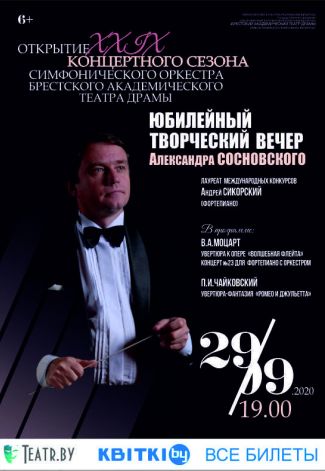 6+
ОТКРЫТИЕ XXIX
КОНЦЕРТНОГО СЕЗОНА
СИМФОНИЧЕСКОГО ОРКЕСТРА
БРЕСТСКОГО АКАДЕМИЧЕСКОГО
ТЕАТРА ДРАМЫ
ЮБИЛЕЙНЫЙ
ТВОРЧЕСКИЙ ВЕЧЕР
АЛЕКСАНДРА СОСНОВСКОГО
ЛАУРЕАТ МЕЖДУНАРОДНЫХ КОНКУРСОВ
АНДРЕЙ СИКОРСКИЙ
(ФОРТЕПИАНО)
В программе:
В.А.МОЦАРТ
УВЕРТЮРА К ОПЕРЕ «ВОЛШЕБНАЯ ФЛЕЙТА»
КОНЦЕРТ №23 ДЛЯ ФОРТЕПИАНО С ОРКЕСТРОМ
П.И.ЧАЙКОВСКИЙ
УВЕРТЮРА-ФАНТАЗИЯ «РОМЕО И ДЖУЛЬЕТТА»
29/09.2020
19.00
TEATR.BY
КВІТКІ by
ВСЕ БИЛЕТЫ